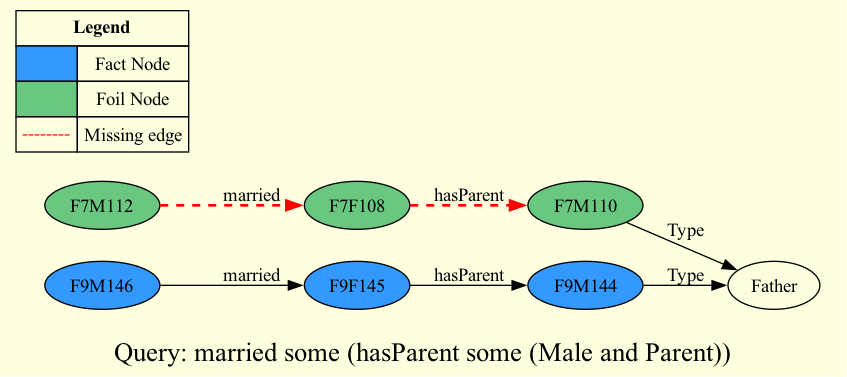 Legend
Fact Node
Foil Node
Missing edge
F7M112 married F7F108 hasParent F7M110 Type
F9M146 married F9F145 hasParent F9M144 Type Father
Query: married some (hasParent some (Male and Parent))